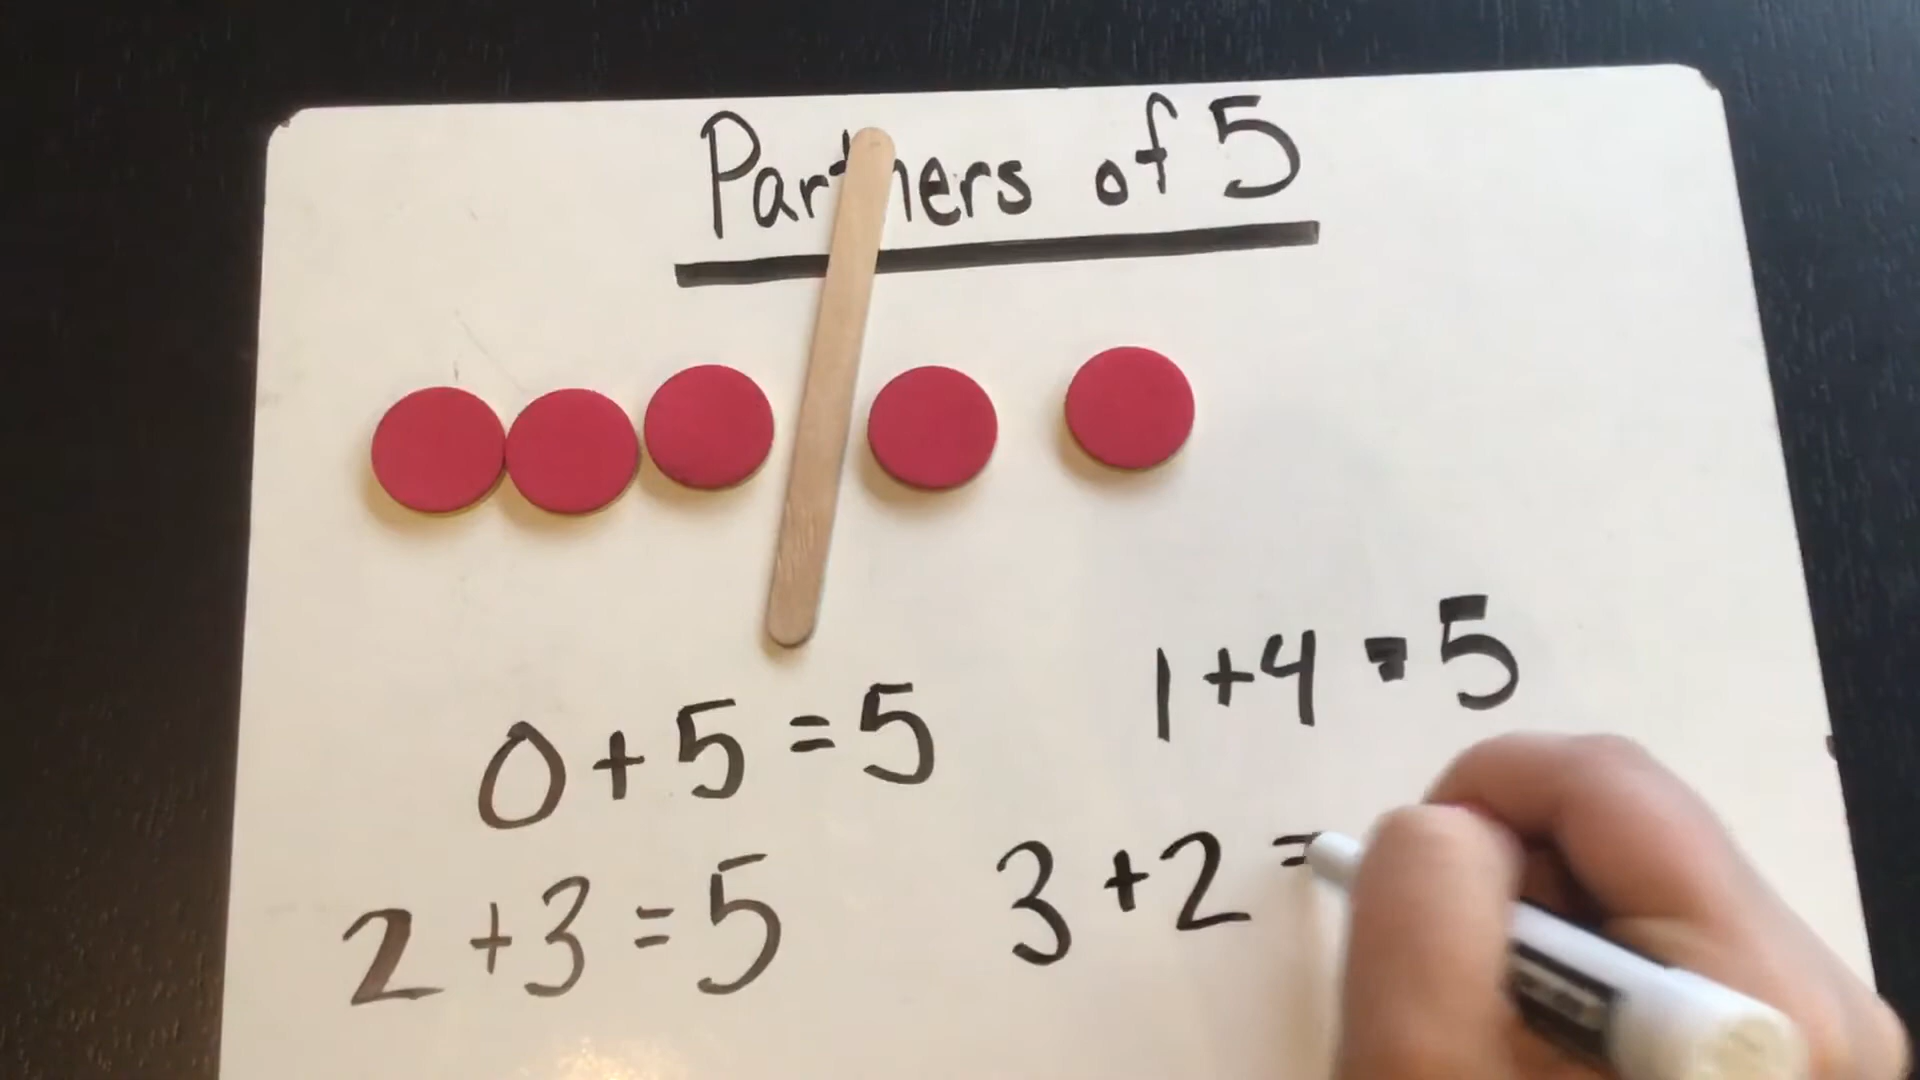 Partners of 5
0 + 5 = 5
1 + 4 = 5
2 + 3 = 5
3 + 2 =